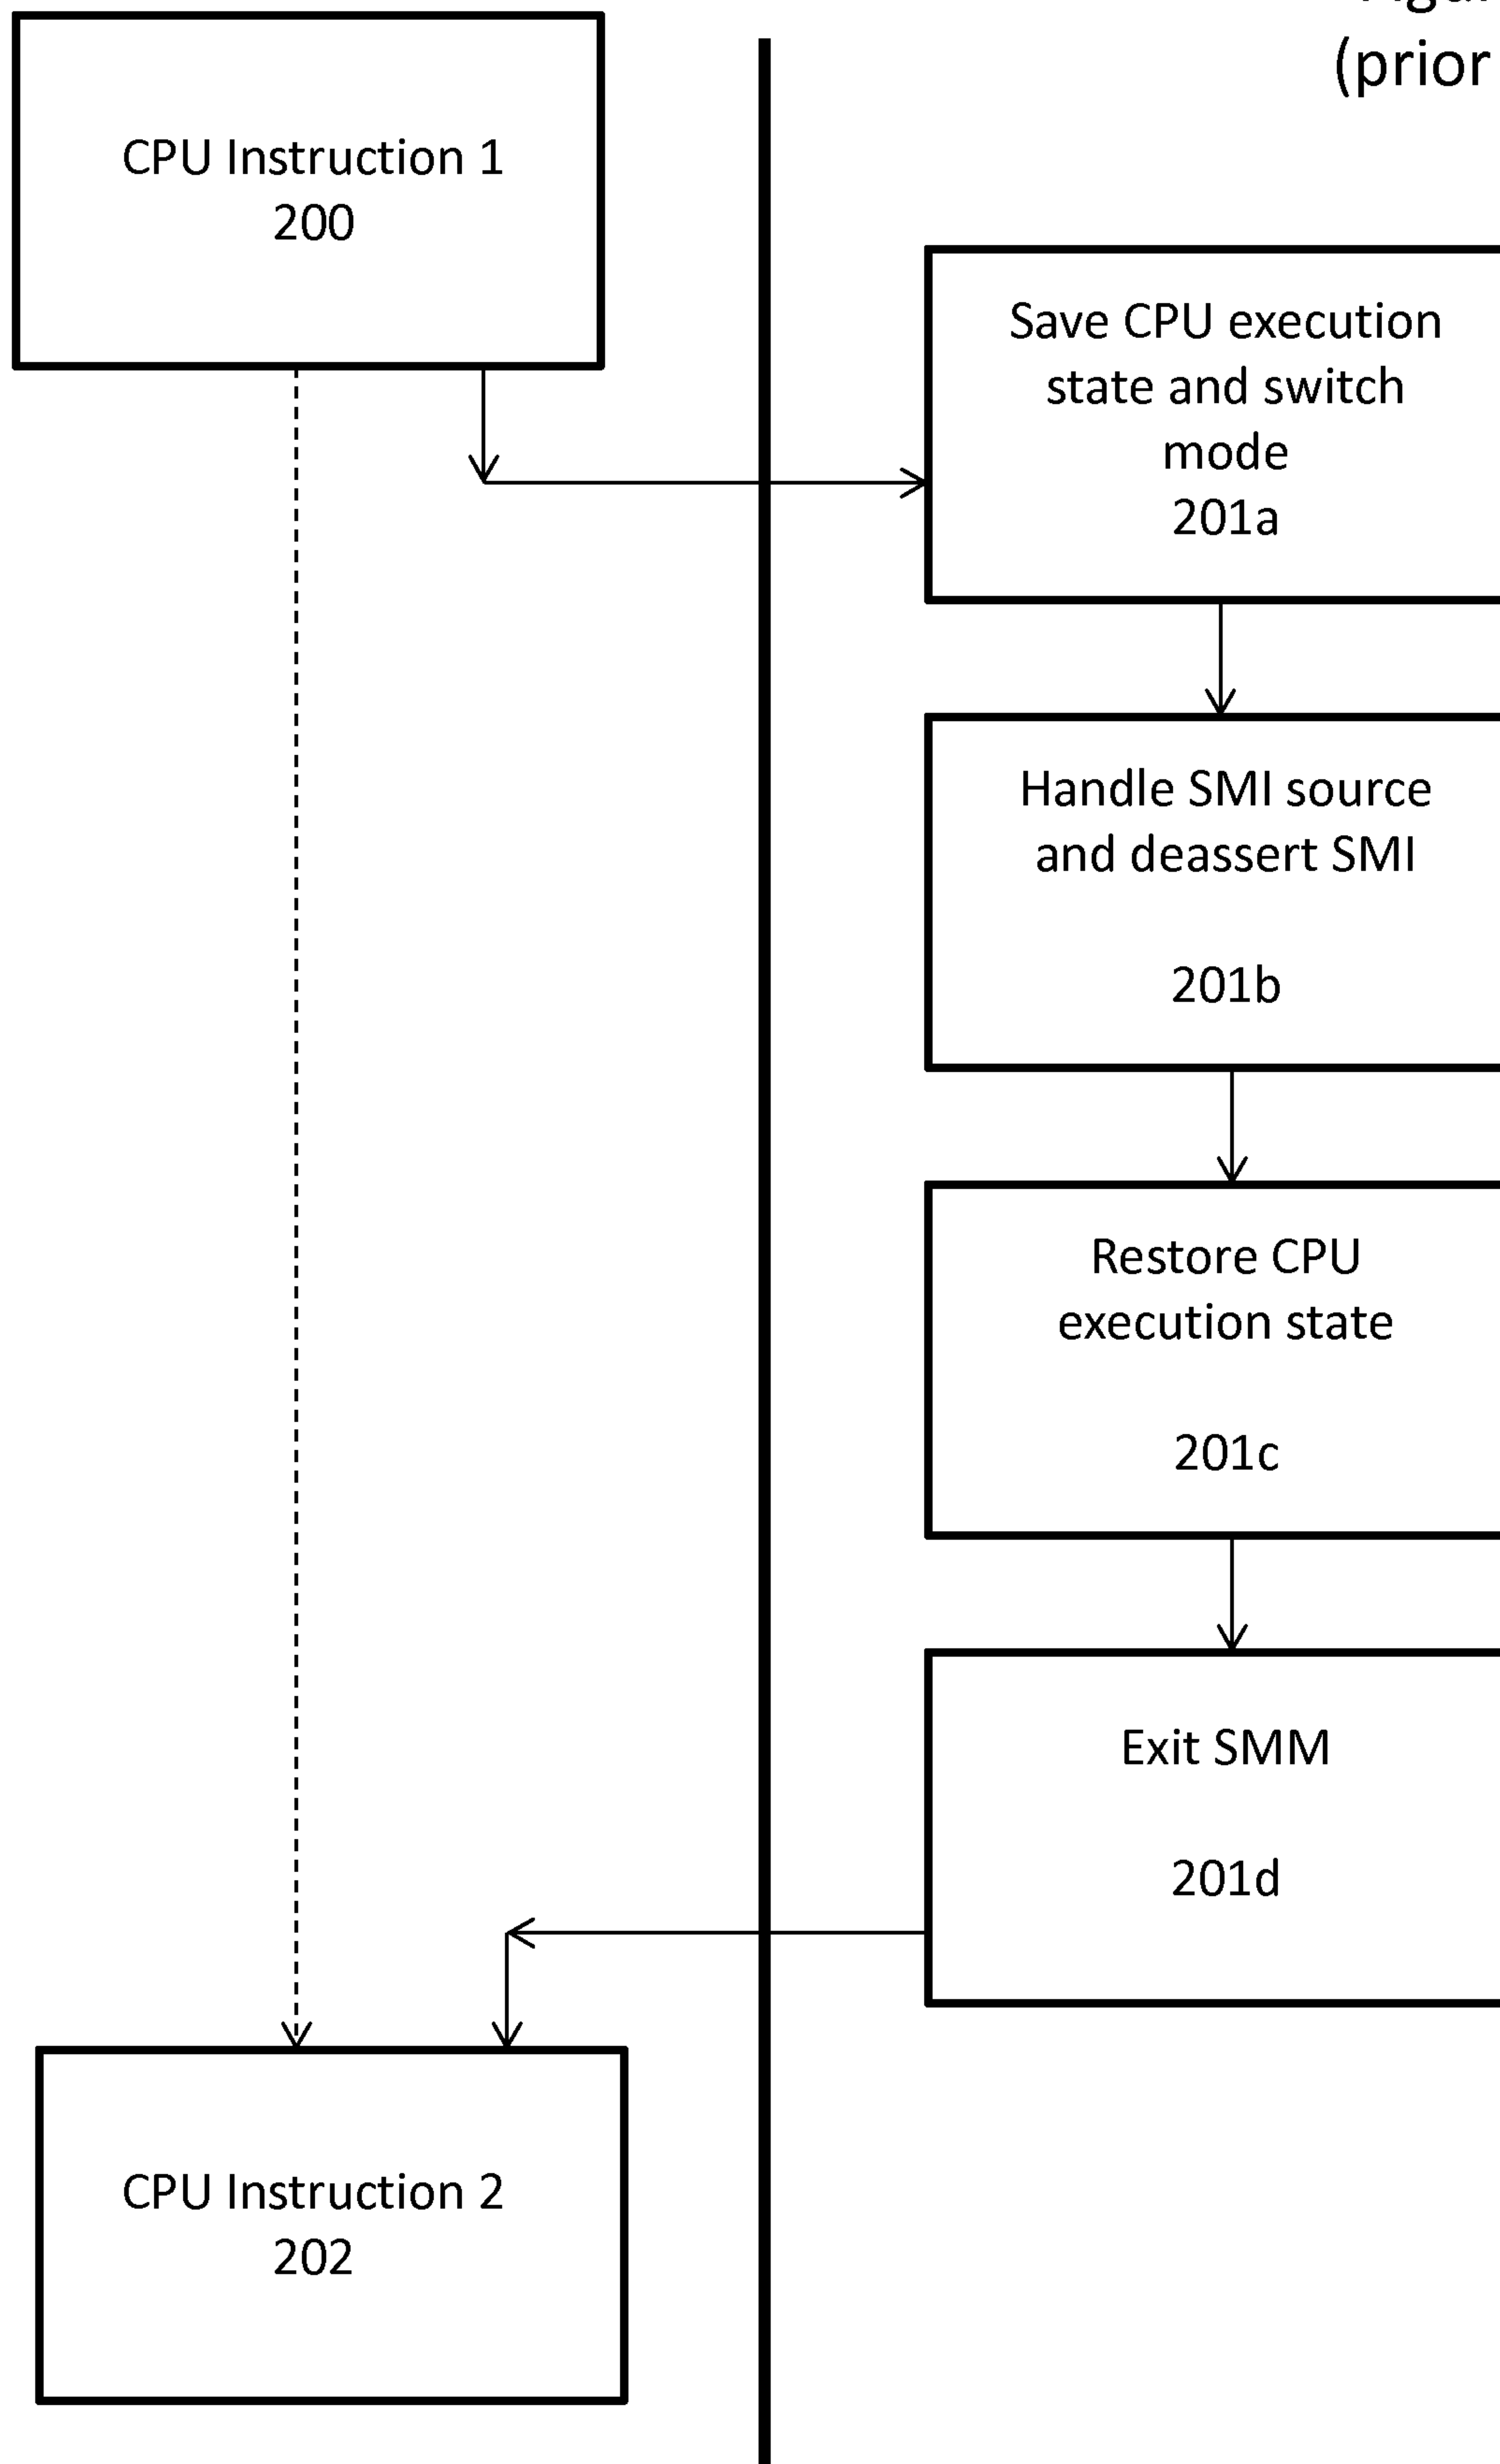 (prior
CPU Instruction 1
200
Save CPU execution
state and switch
mode
201a
Handle SMI source
and deassert SMI
201b
Restore CPU
execution state
201c
Exit SMM
201d
CPU Instruction 2
202